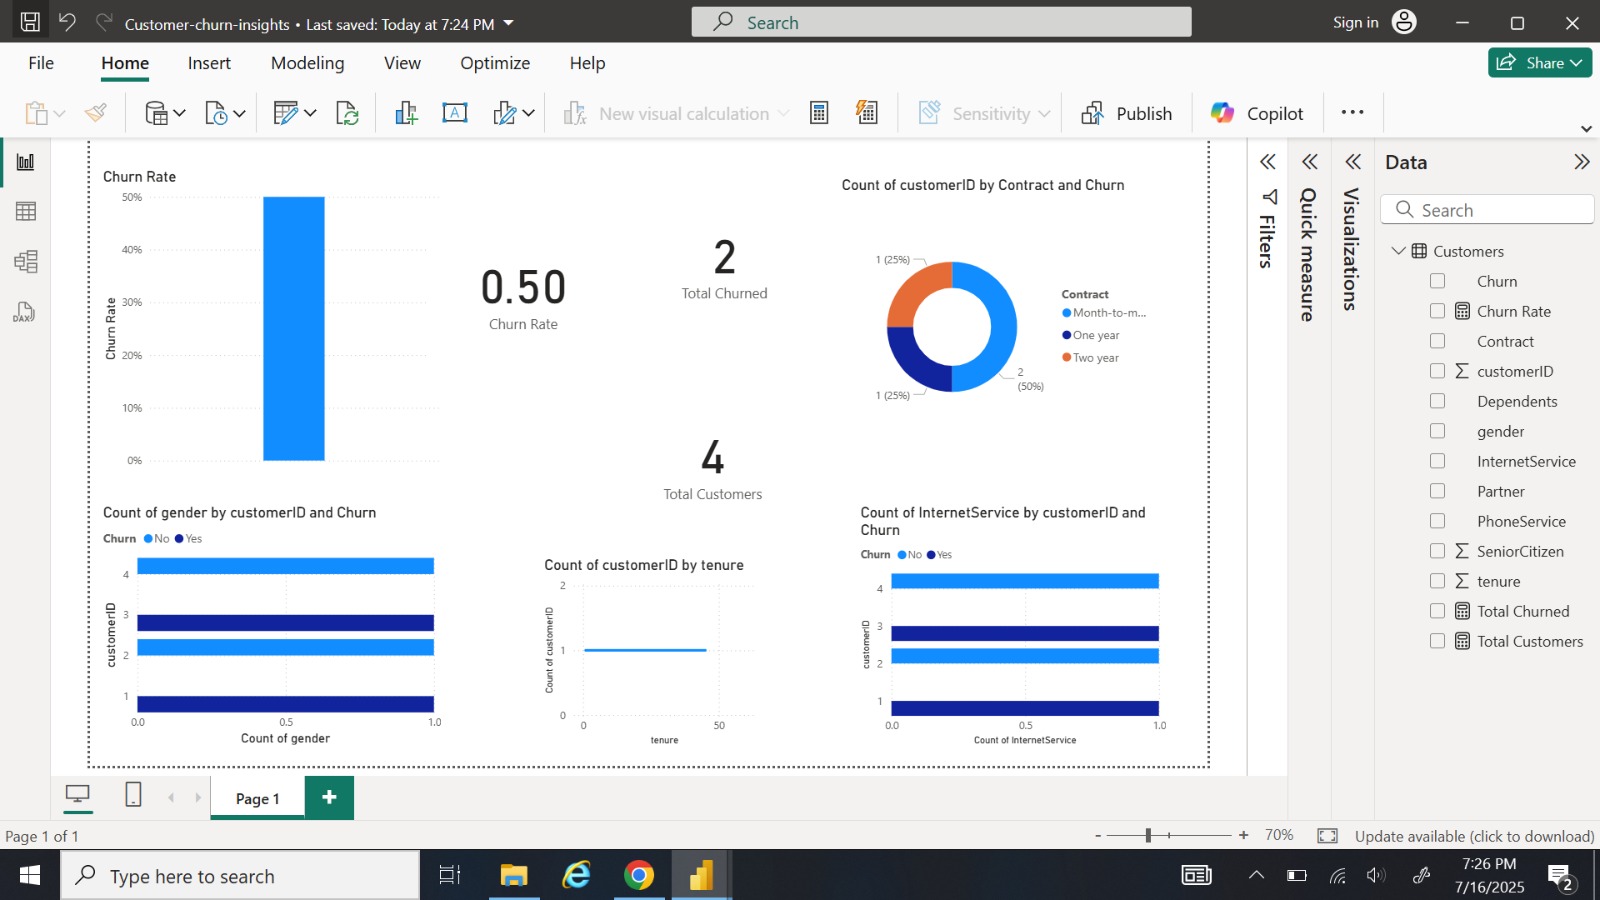 Customer-churn-insights • Last saved: Today at 7:24 PM
Search
Sign in
File
Home
Insert
Modeling
View
Optimize
Help
Share
New visual calculation
Sensitivity
Publish
Copilot
DAX
Churn Rate
50%
40%
30%
20%
10%
0%
Churn Rate
0.50
Churn Rate
2
Total Churned
4
Total Customers
Count of customerID by Contract and Churn
1 (25%)
1 (25%)
2
(50%)
Contract
Month-to-m...
One year
Two year
Count of gender by customerID and Churn
Churn No Yes
customerID
4
3
2
1
0.0 0.5 1.0
Count of gender
Count of customerID by tenure
Count of customerID
2
1
0
0 50
tenure
Count of InternetService by customerID and
Churn
Churn No Yes
customerID
4
3
2
1
0.0 0.5 1.0
Count of InternetService
Filters
Quick measure
Visualizations
Data
Search
Customers
Churn
Churn Rate
Contract
customerID
Dependents
gender
InternetService
Partner
PhoneService
SeniorCitizen
tenure
Total Churned
Total Customers
Page 1
Page 1 of 1
- + 70%
Update available (click to download)
Type here to search
7:26 PM
7/16/2025
2